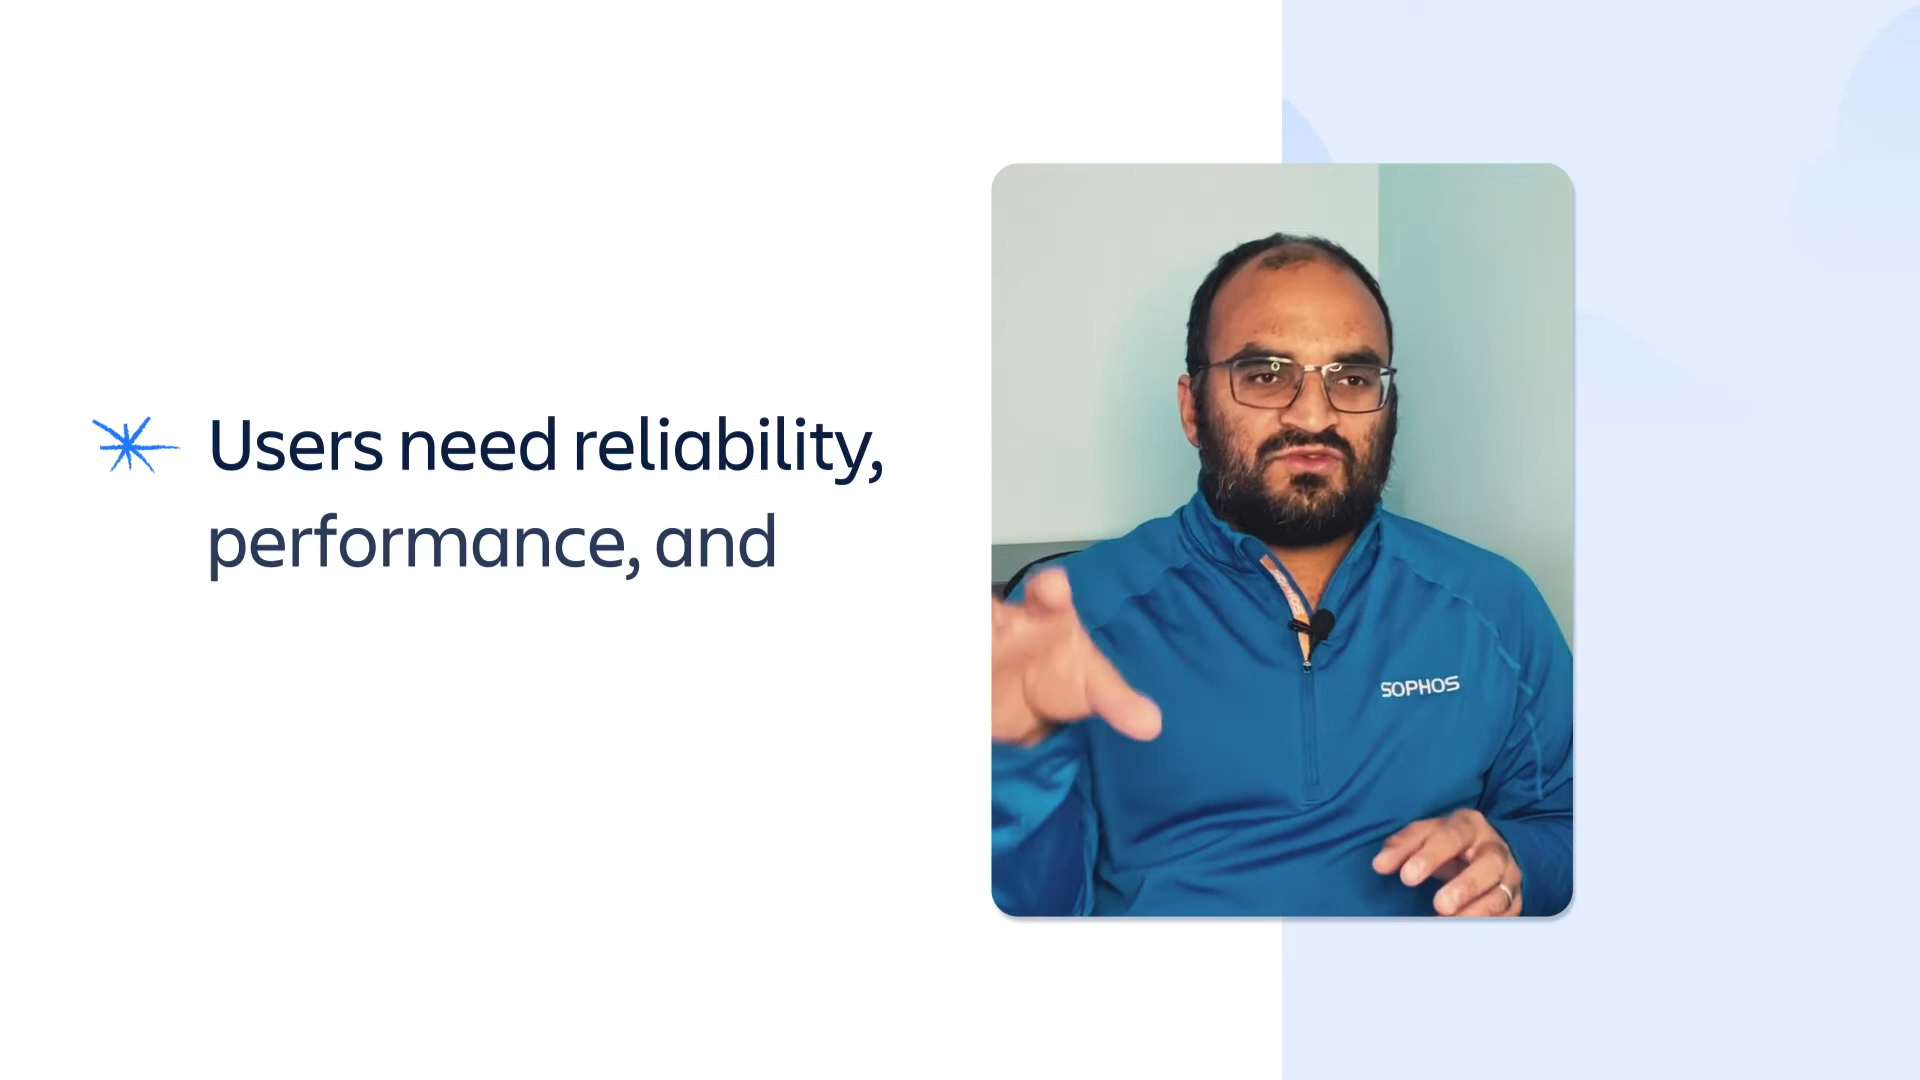 Users need reliability,
performance, and
SOPHOS